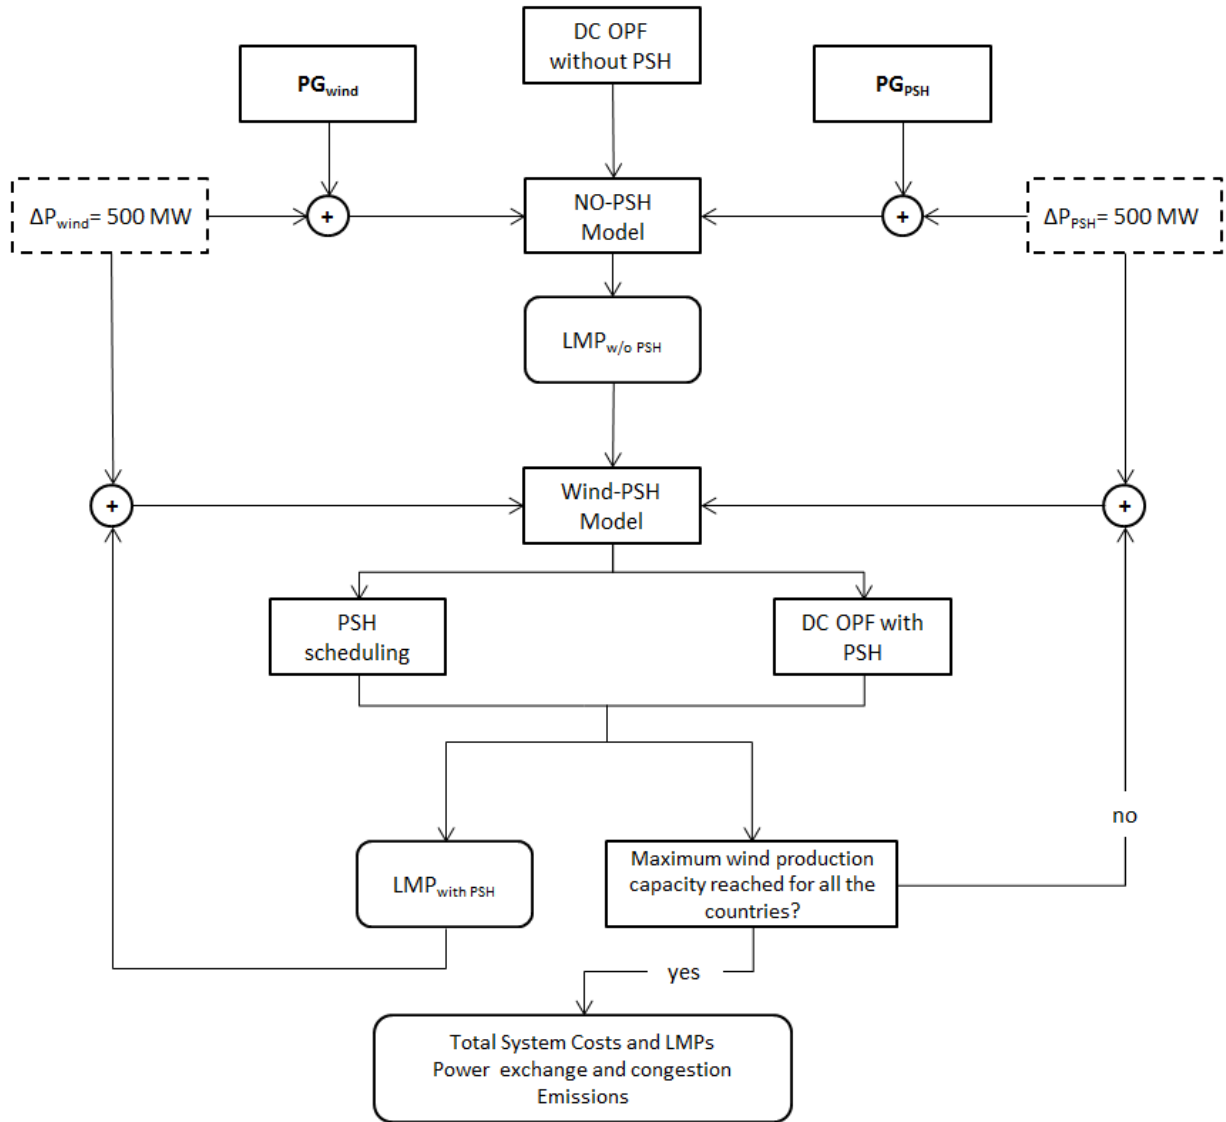 DC OPF
without PSH
PGwind
PGPSH
ΔPwind= 500 MW
+
NO-PSH
Model
+
ΔPPSH= 500 MW
LMPw/o PSH
+
Wind-PSH
Model
+
PSH
scheduling
DC OPF with
PSH
no
LMPwith PSH
Maximum wind production
capacity reached for all the
countries?
yes
Total System Costs and LMPs
Power exchange and congestion
Emissions